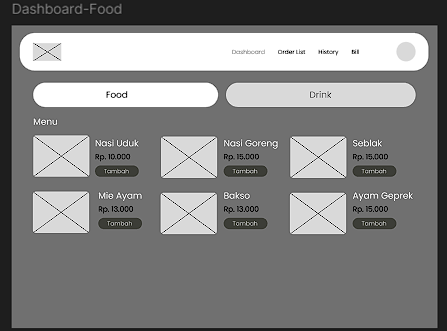 Dashboard-Food
Dashboard Order List History Bill
Food Drink
Menu
Nasi Uduk Nasi Goreng Seblak
Rp. 10.000 Rp. 15.000 Rp. 15.000
Tambah Tambah Tambah
Mie Ayam Bakso Ayam Geprek
Rp. 13.000 Rp. 13.000 Rp. 15.000
Tambah Tambah Tambah